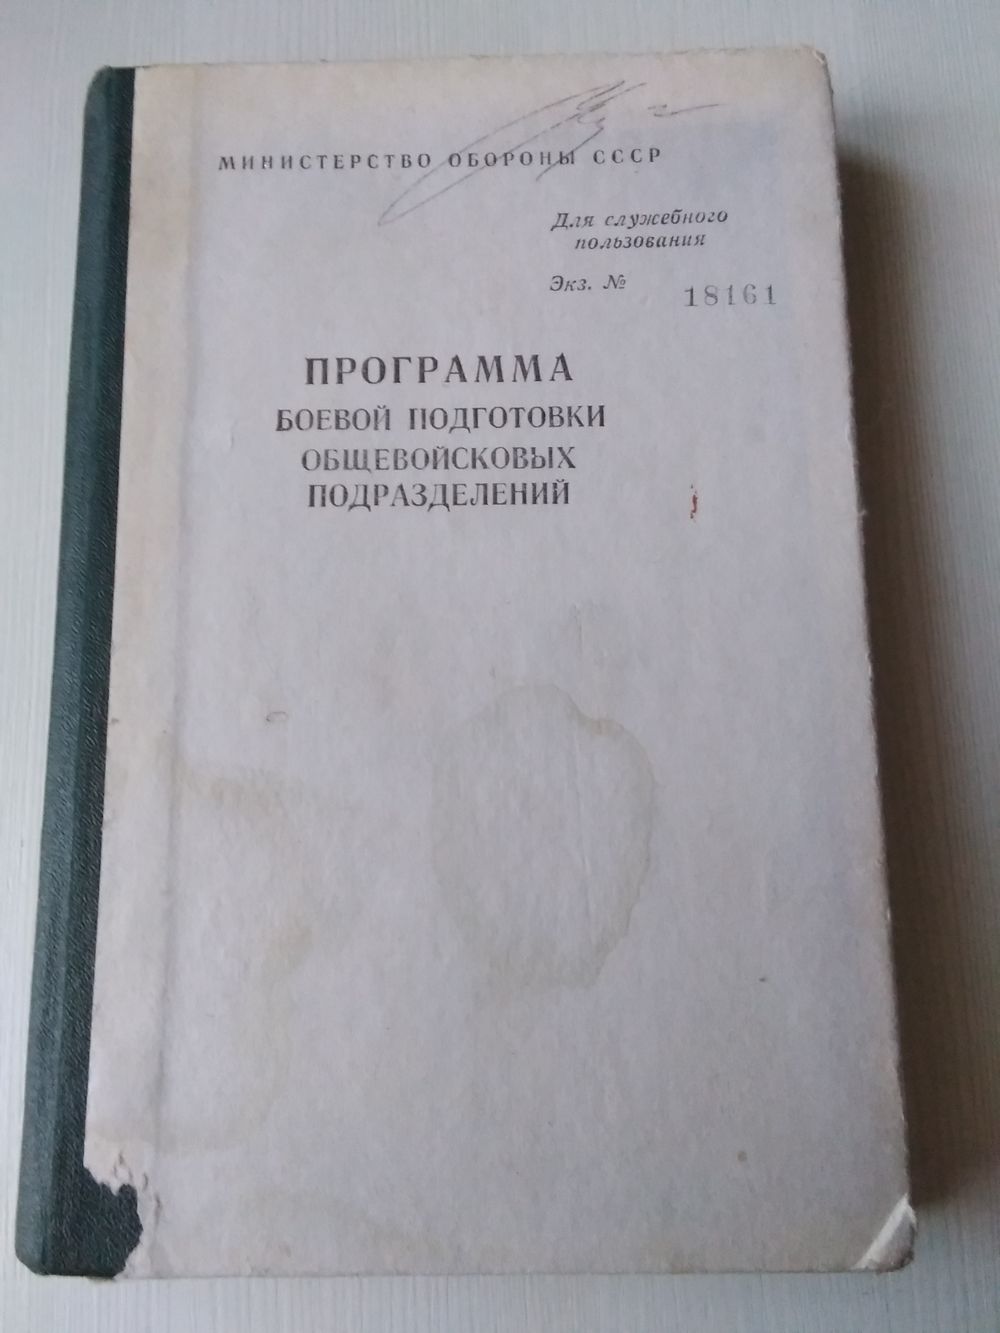 МИНИСТЕРСТВО ОБОРОНЫ СССР
Для служебного
пользования
Экз. № 18161
ПРОГРАММА
БОЕВОЙ ПОДГОТОВКИ
ОБЩЕВОЙСКОВЫХ
ПОДРАЗДЕЛЕНИЙ